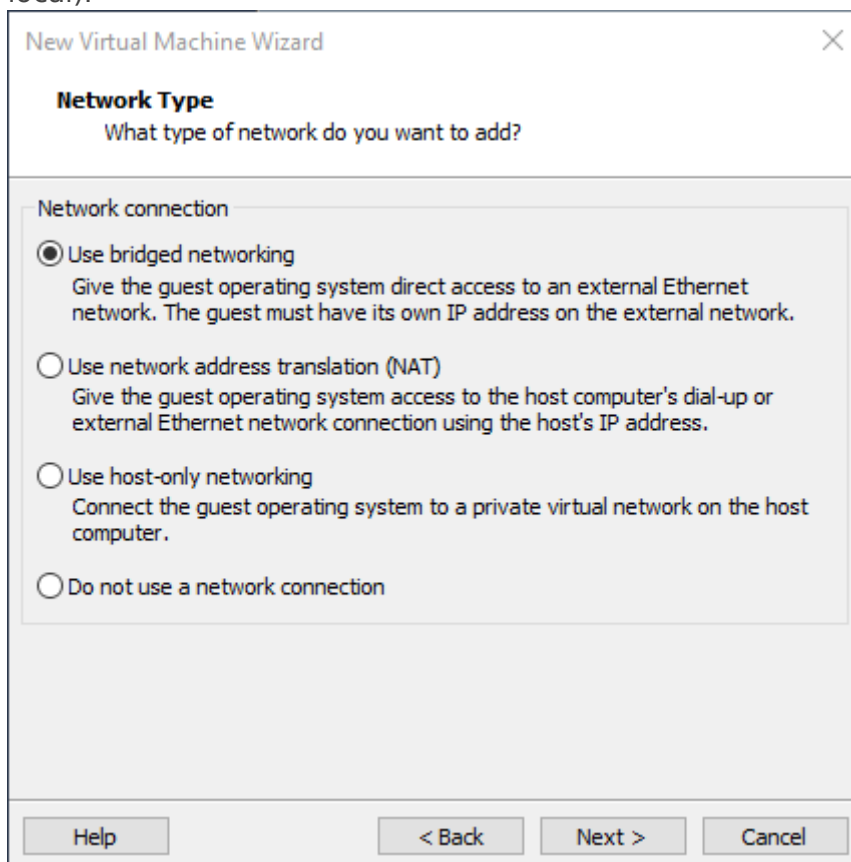 local).
New Virtual Machine Wizard
Network Type
What type of network do you want to add?
Network connection
Use bridged networking
Give the guest operating system direct access to an external Ethernet
network. The guest must have its own IP address on the external network.
Use network address translation (NAT)
Give the guest operating system access to the host computer's dial-up or
external Ethernet network connection using the host's IP address.
Use host-only networking
Connect the guest operating system to a private virtual network on the host
computer.
Do not use a network connection
Help < Back Next > Cancel